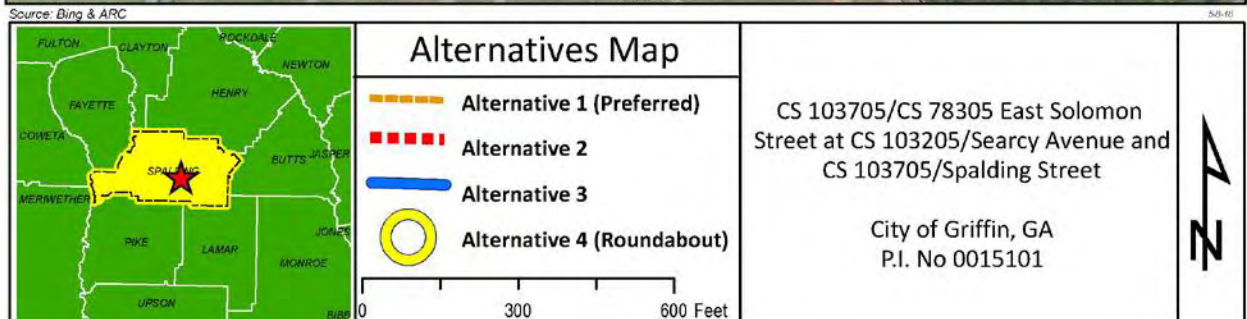 Source: Bing & ARC
5-8-16
FULTON
CLAYTON
ROCKDALE
NEWTON
HENRY
FAYETTE
COWETA
SPALDING
BUTTS
JASPER
MERIWETHER
PIKE
LAMAR
JONES
MONROE
UPSON
BIBB
Alternatives Map
Alternative 1 (Preferred)
Alternative 2
Alternative 3
Alternative 4 (Roundabout)
0 300 600 Feet
CS 103705/CS 78305 East Solomon
Street at CS 103205/Searcy Avenue and
CS 103705/Spalding Street
City of Griffin, GA
P.I. No 0015101
N